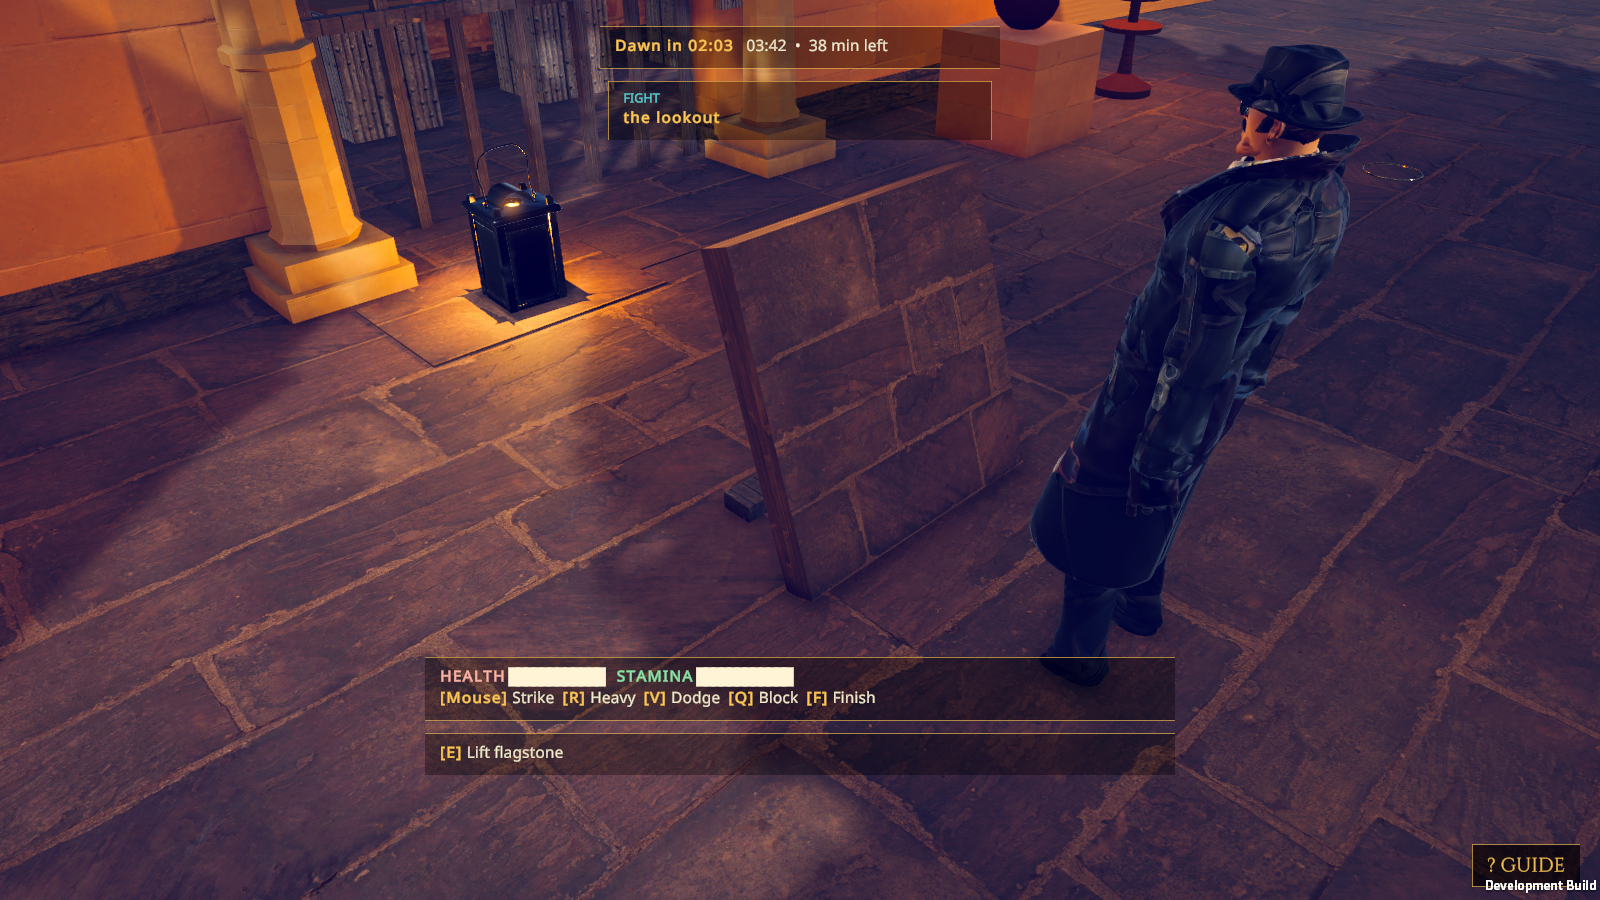 Dawn in 02:03 03:42 • 38 min left
FIGHT
the lookout
HEALTH STAMINA
[Mouse] Strike [R] Heavy [V] Dodge [Q] Block [F] Finish
[E] Lift flagstone
? GUIDE
Development Build